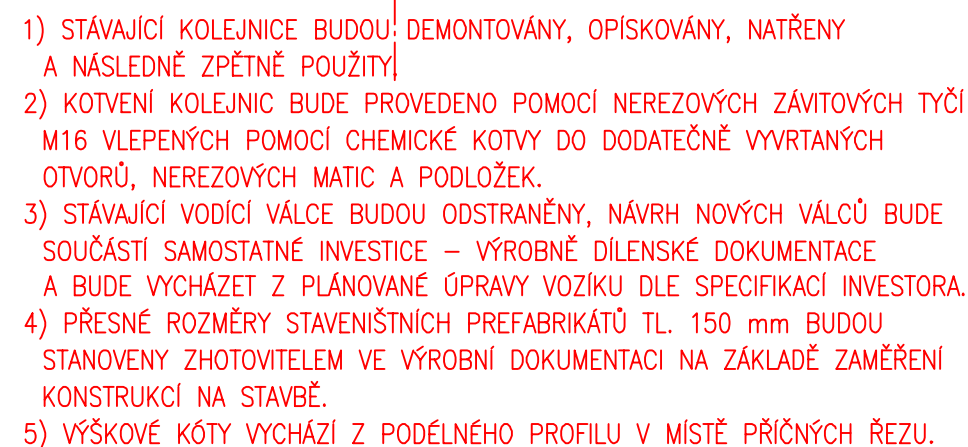 1) STÁVAJÍCÍ KOLEJNICE BUDOU DEMONTOVÁNY, OPÍSKOVÁNY, NATŘENY
A NÁSLEDNĚ ZPĚTNĚ POUŽITY.
2) KOTVENÍ KOLEJNIC BUDE PROVEDENO POMOCÍ NEREZOVÝCH ZÁVITOVÝCH TYČÍ
M16 VLEPENÝCH POMOCÍ CHEMICKÉ KOTVY DO DODATEČNĚ VYVRTANÝCH
OTVORŮ, NEREZOVÝCH MATIC A PODLOŽEK.
3) STÁVAJÍCÍ VODÍCÍ VÁLCE BUDOU ODSTRANĚNY, NÁVRH NOVÝCH VÁLCŮ BUDE
SOUČÁSTÍ SAMOSTATNÉ INVESTICE – VÝROBNĚ DÍLENSKÉ DOKUMENTACE
A BUDE VYCHÁZET Z PLÁNOVANÉ ÚPRAVY VOZÍKU DLE SPECIFIKACÍ INVESTORA.
4) PŘESNÉ ROZMĚRY STAVENIŠTNÍCH PREFABRIKÁTŮ TL. 150 mm BUDOU
STANOVENY ZHOTOVITELEM VE VÝROBNÍ DOKUMENTACI NA ZÁKLADĚ ZAMĚŘENÍ
KONSTRUKCÍ NA STAVBĚ.
5) VÝŠKOVÉ KÓTY VYCHÁZÍ Z PODÉLNÉHO PROFILU V MÍSTĚ PŘÍČNÝCH ŘEZU.